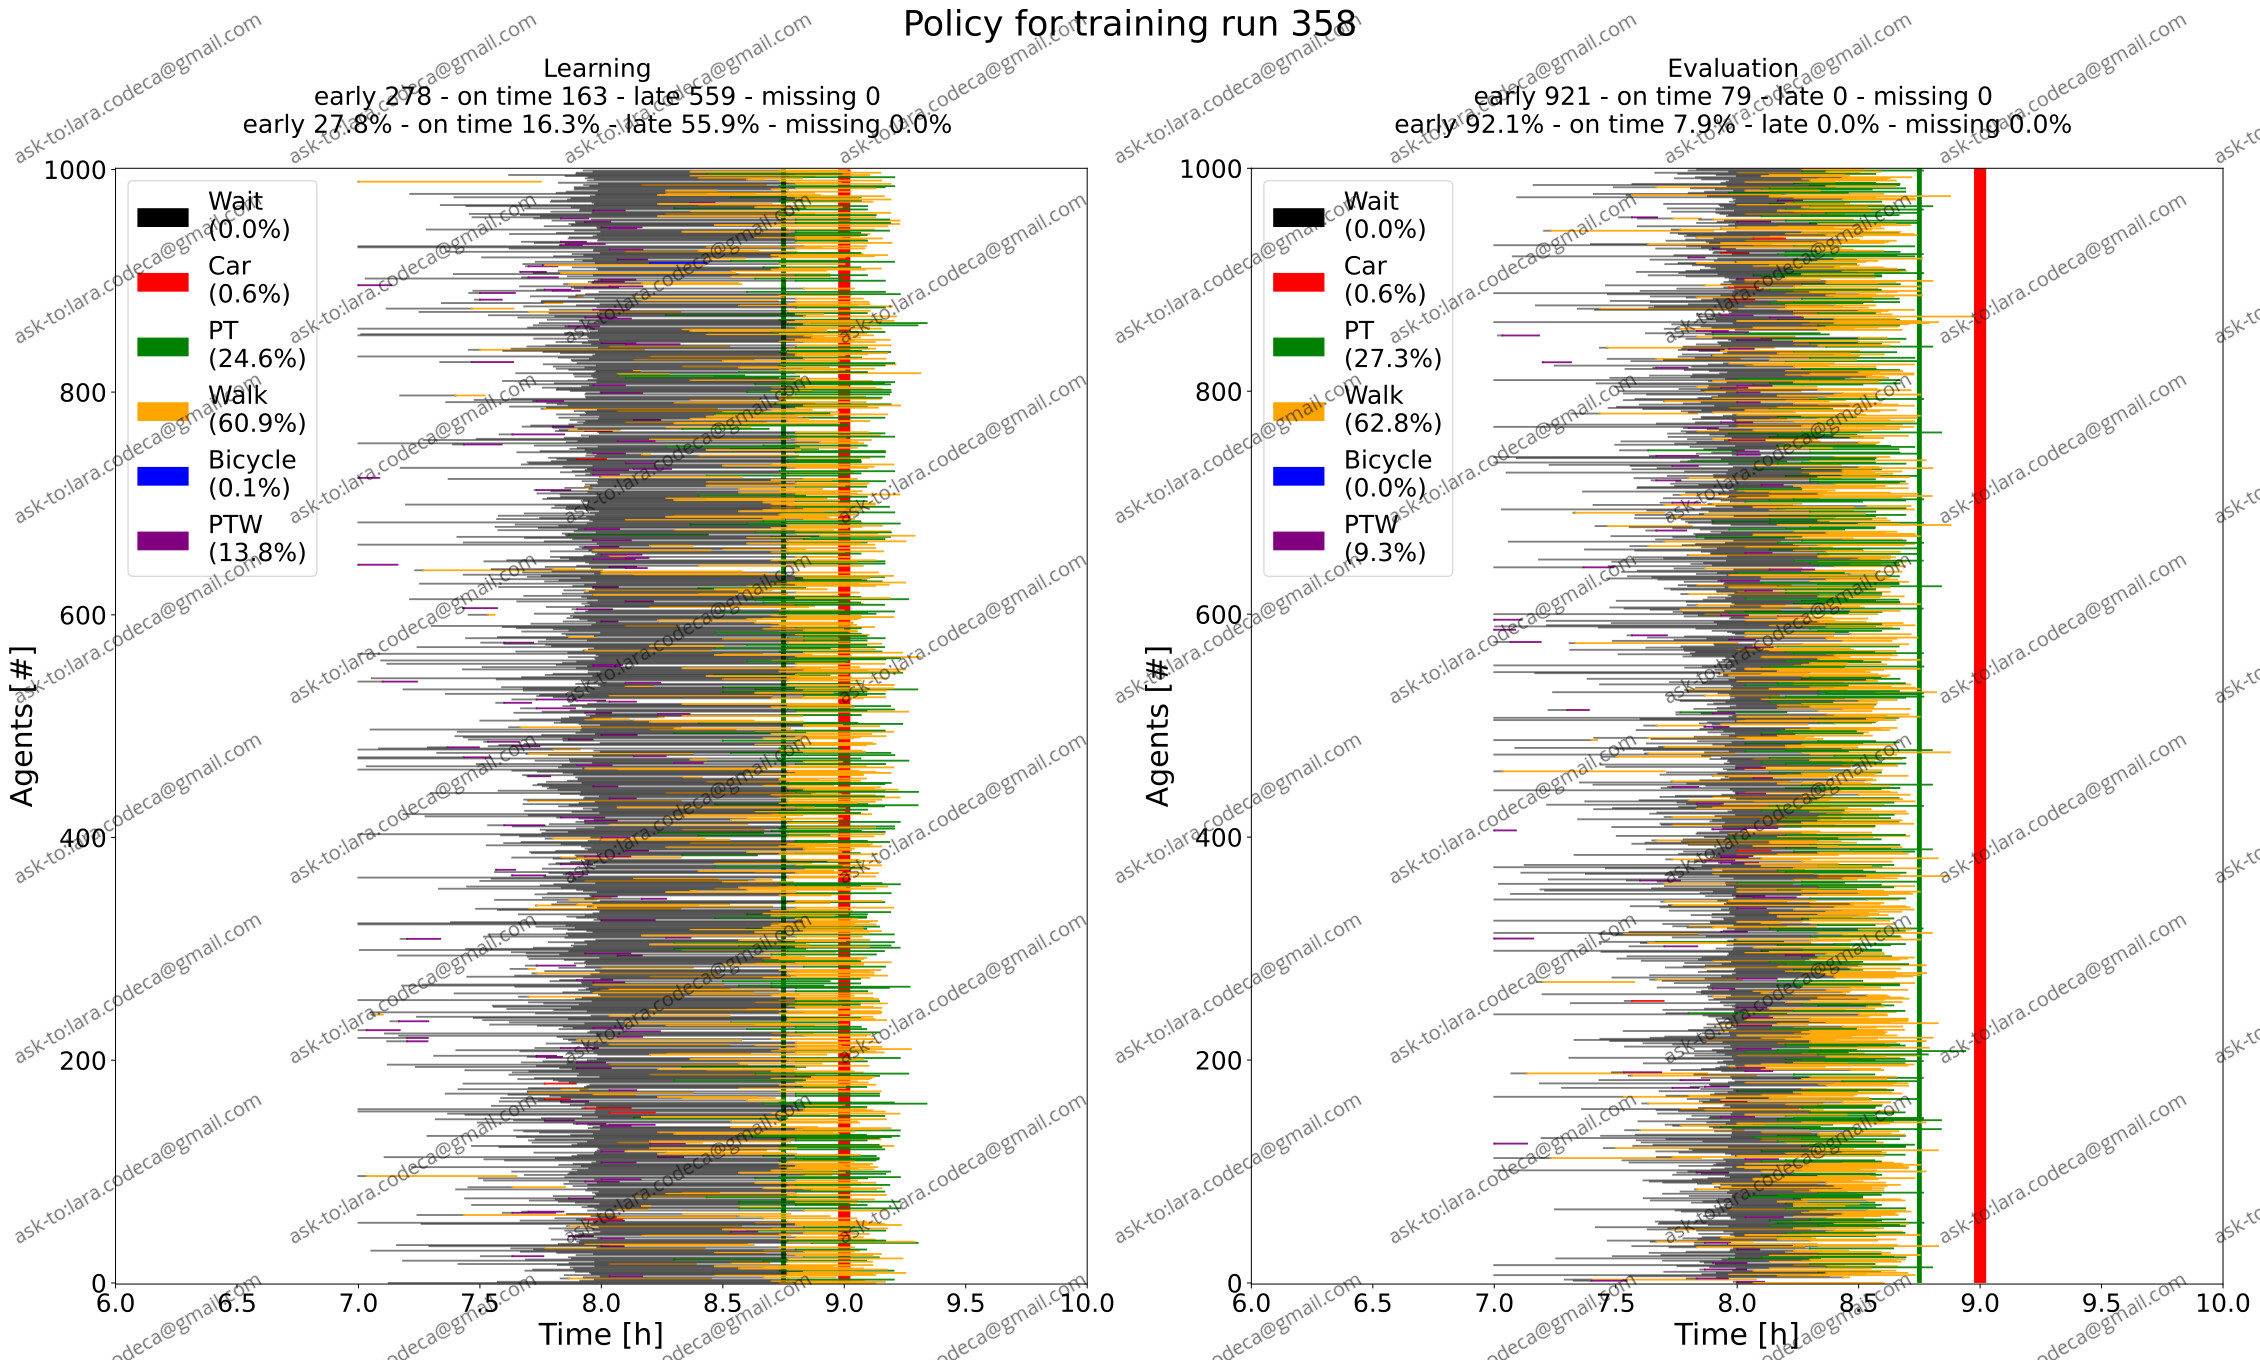 Policy for training run 358
Learning
early 278 - on time 163 - late 559 - missing 0
early 27.8% - on time 16.3% - late 55.9% - missing 0.0%
1000
800
600
400
200
0
Agents [#]
Wait
(0.0%)
Car
(0.6%)
PT
(24.6%)
Walk
(60.9%)
Bicycle
(0.1%)
PTW
(13.8%)
6.0 6.5 7.0 7.5 8.0 8.5 9.0 9.5 10.0
Time [h]
Evaluation
early 921 - on time 79 - late 0 - missing 0
early 92.1% - on time 7.9% - late 0.0% - missing 0.0%
1000
800
600
400
200
0
Agents [#]
Wait
(0.0%)
Car
(0.6%)
PT
(27.3%)
Walk
(62.8%)
Bicycle
(0.0%)
PTW
(9.3%)
6.0 6.5 7.0 7.5 8.0 8.5 9.0 9.5 10.0
Time [h]
ask-to:lara.codeca@gmail.com